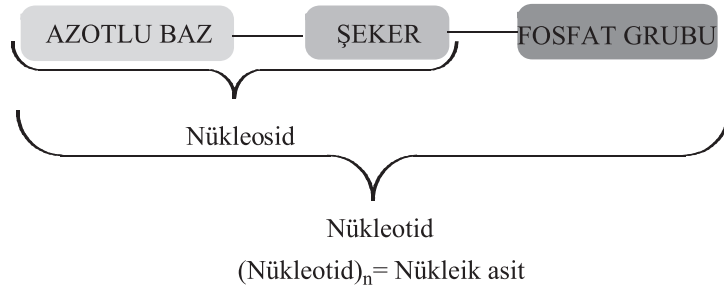 AZOTLU BAZ ŞEKER FOSFAT GRUBU
Nükleosid
Nükleotid
(Nükleotid)n= Nükleik asit